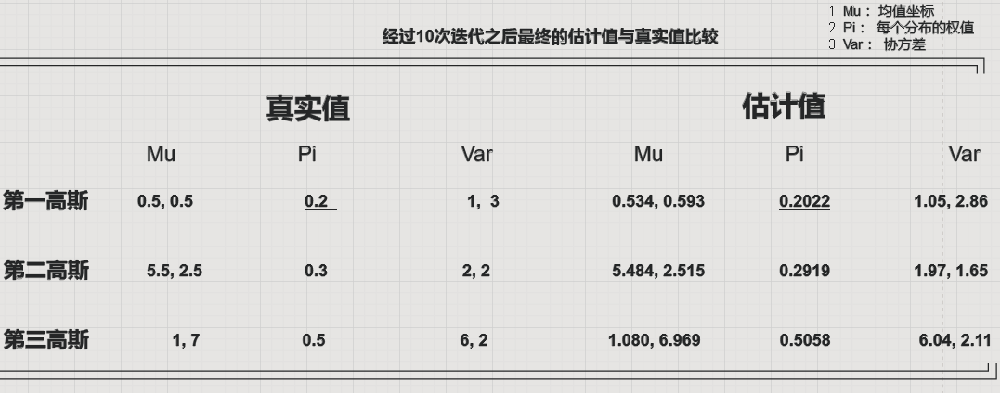 1. Mu： 均值坐标
2. Pi： 每个分布的权值
3. Var： 协方差
经过10次迭代之后最终的估计值与真实值比较
真实值 估计值
Mu Pi Var Mu Pi Var
第一高斯 0.5, 0.5 0.2 1, 3 0.534, 0.593 0.2022 1.05, 2.86
第二高斯 5.5, 2.5 0.3 2, 2 5.484, 2.515 0.2919 1.97, 1.65
第三高斯 1, 7 0.5 6, 2 1.080, 6.969 0.5058 6.04, 2.11